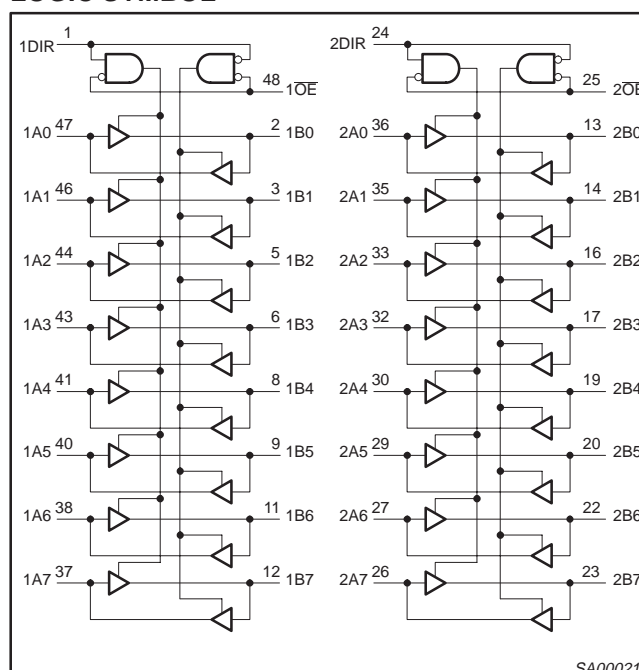 1DIR 1 2DIR 24
48 1OE 25 2OE
1A0 47 2 1B0 2A0 36 13 2B0
1A1 46 3 1B1 2A1 35 14 2B1
1A2 44 5 1B2 2A2 33 16 2B2
1A3 43 6 1B3 2A3 32 17 2B3
1A4 41 8 1B4 2A4 30 19 2B4
1A5 40 9 1B5 2A5 29 20 2B5
1A6 38 11 1B6 2A6 27 22 2B6
1A7 37 12 1B7 2A7 26 23 2B7